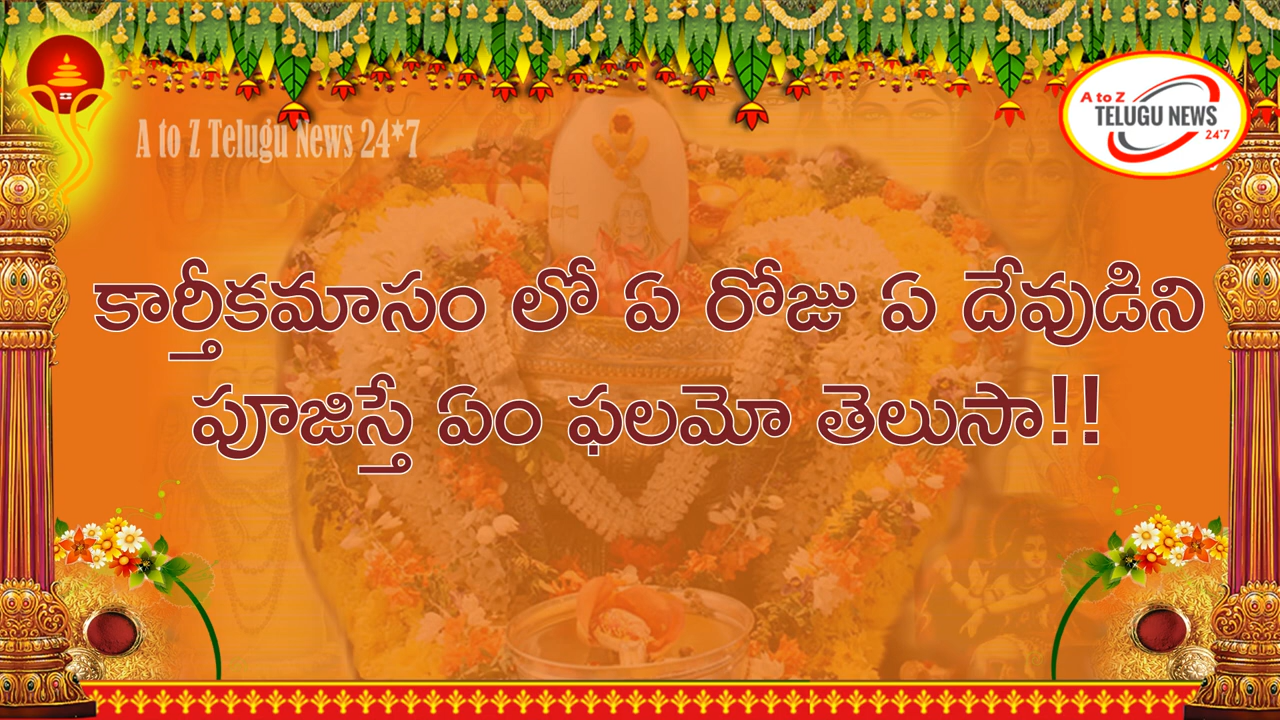 A to Z Telugu News 24*7
A to Z
TELUGU NEWS
24*7
కార్తీకమాసం లో ఏ రోజు ఏ దేవుడిని
పూజిస్తే ఏం ఫలమో తెలుసా!!